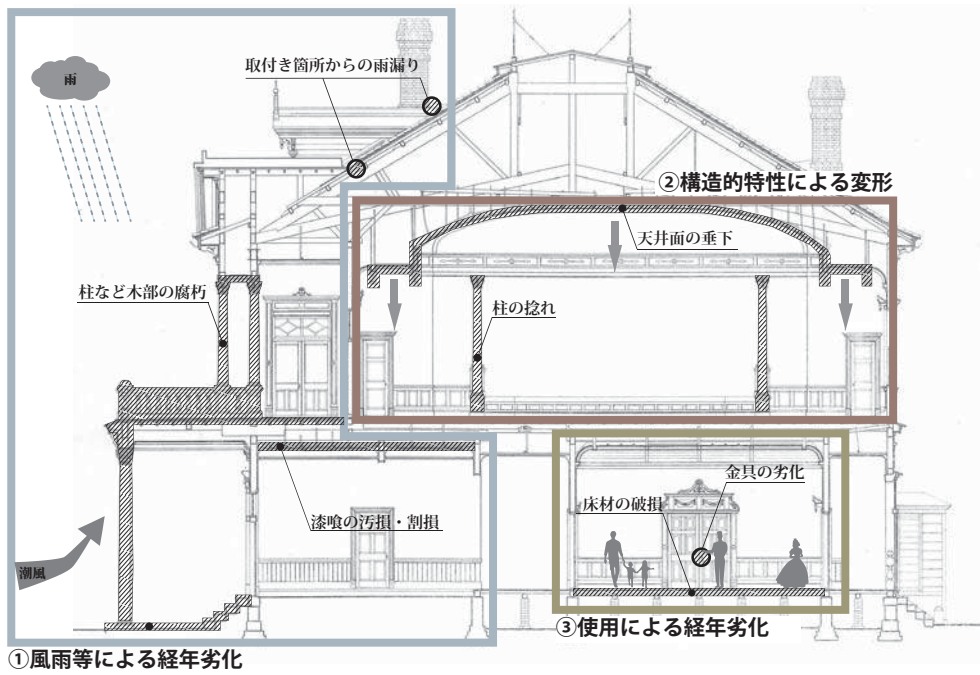 雨
取付き箇所からの雨漏り
②構造的特性による変形
天井面の垂下
柱など木部の腐朽
柱の捻れ
金具の劣化
床材の破損
漆喰の汚損・割損
潮風
③使用による経年劣化
①風雨等による経年劣化